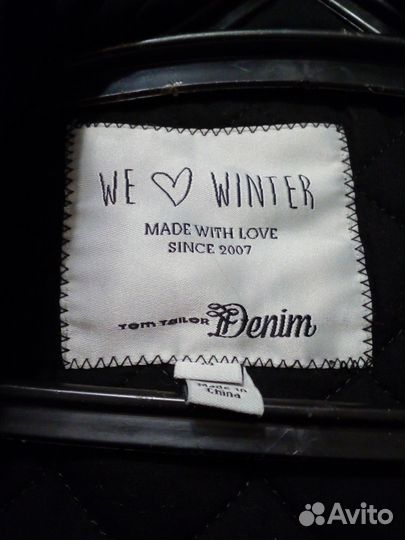 WE ♡ WINTER
MADE WITH LOVE
SINCE 2007
TOM TAILOR Denim
Made in
China
Avito